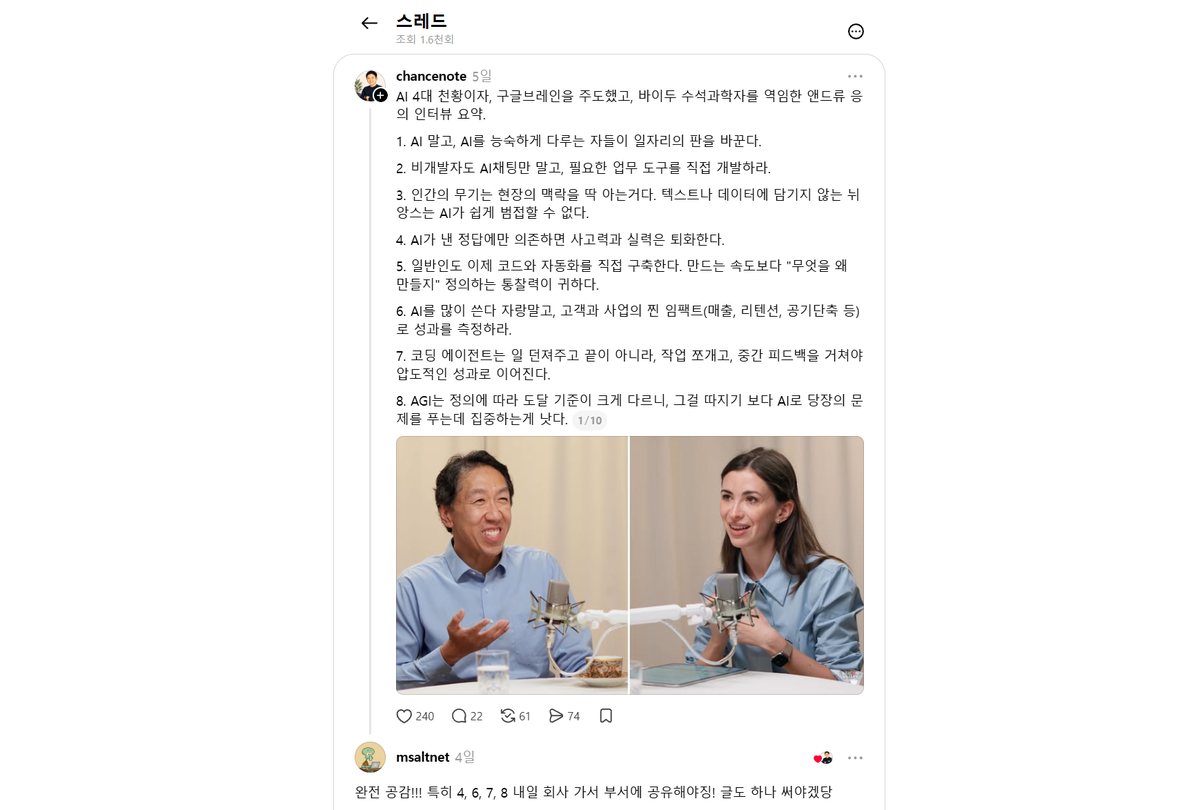 스레드
조회 1.6천회
chancenote 5일
AI 4대 천황이자, 구글브레인을 주도했고, 바이두 수석과학자를 역임한 앤드류 응
의 인터뷰 요약.
1. AI 말고, AI를 능숙하게 다루는 자들이 일자리의 판을 바꾼다.
2. 비개발자도 AI채팅만 말고, 필요한 업무 도구를 직접 개발하라.
3. 인간의 무기는 현장의 맥락을 딱 아는거다. 텍스트나 데이터에 담기지 않는 뉘
앙스는 AI가 쉽게 범접할 수 없다.
4. AI가 낸 정답에만 의존하면 사고력과 실력은 퇴화한다.
5. 일반인도 이제 코드와 자동화를 직접 구축한다. 만드는 속도보다 "무엇을 왜
만들지" 정의하는 통찰력이 귀하다.
6. AI를 많이 쓴다 자랑말고, 고객과 사업의 찐 임팩트(매출, 리텐션, 공기단축 등)
로 성과를 측정하라.
7. 코딩 에이전트는 일 던져주고 끝이 아니라, 작업 쪼개고, 중간 피드백을 거쳐야
압도적인 성과로 이어진다.
8. AGI는 정의에 따라 도달 기준이 크게 다르니, 그걸 따지기 보다 AI로 당장의 문
제를 푸는데 집중하는게 낫다. 1/10
240 22 61 74
msaltnet 4일
완전 공감!!! 특히 4, 6, 7, 8 내일 회사 가서 부서에 공유해야징! 글도 하나 써야겠당